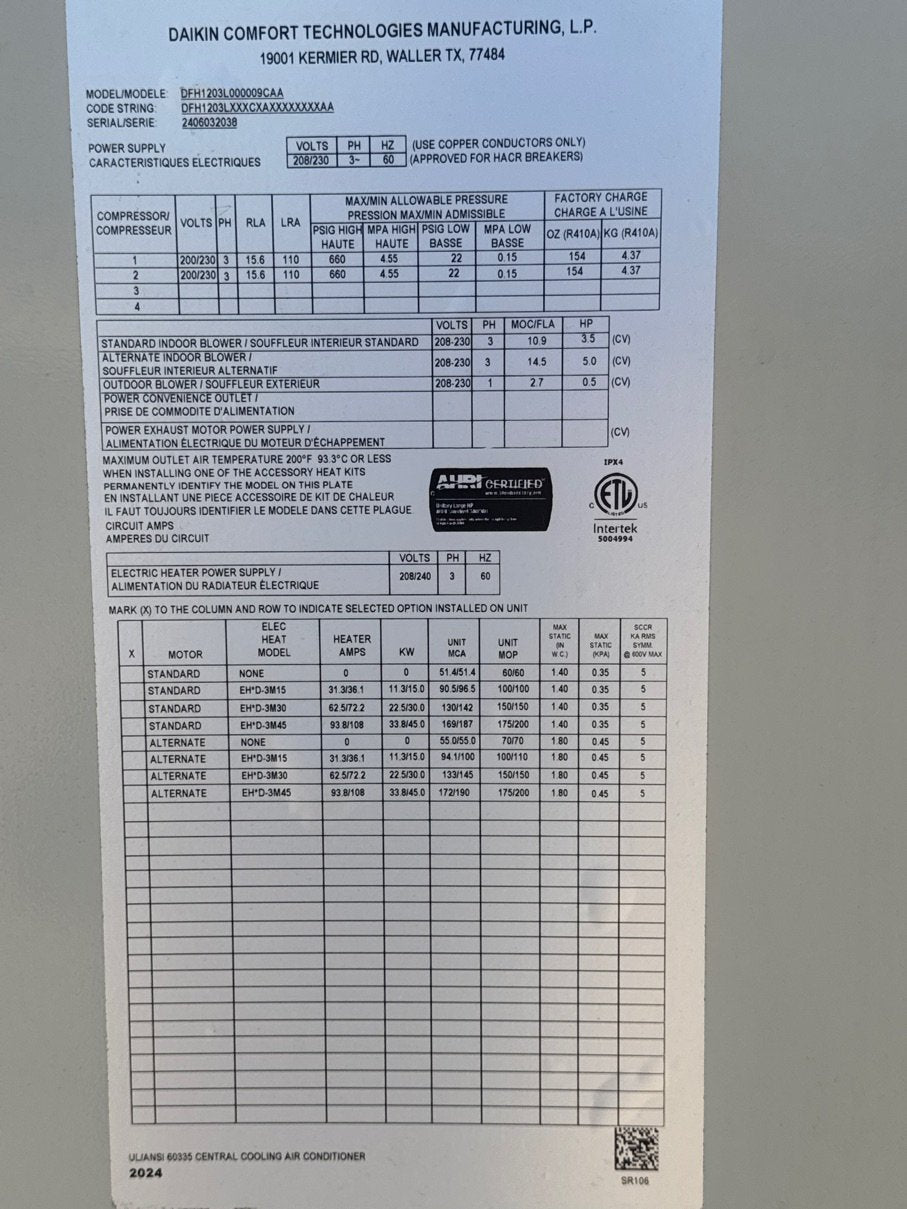 DAIKIN COMFORT TECHNOLOGIES MANUFACTURING, L.P.
19001 KERMIER RD, WALLER TX, 77484
MODEL/MODELE: DFH1203L000009CAA
CODE STRING: DFH1203LXXXCXAXXXXXXXXAA
SERIAL/SERIE: 2406032038
POWER SUPPLY
CARACTERISTIQUES ELECTRIQUES
VOLTS PH HZ (USE COPPER CONDUCTORS ONLY)
208/230 3~ 60 (APPROVED FOR HACR BREAKERS)
COMPRESSOR/ COMPRESSEUR VOLTS PH RLA LRA MAX/MIN ALLOWABLE PRESSURE FACTORY CHARGE
PRESSION MAX/MIN ADMISSIBLE CHARGE A L'USINE
PSIG HIGH MPA HIGH PSIG LOW MPA LOW OZ (R410A) KG (R410A)
HAUTE HAUTE BASSE BASSE
1 200/230 3 15.6 110 660 4.55 22 0.15 154 4.37
2 200/230 3 15.6 110 660 4.55 22 0.15 154 4.37
3
4
VOLTS PH MOC/FLA HP
STANDARD INDOOR BLOWER / SOUFFLEUR INTERIEUR STANDARD 208-230 3 10.9 3.5 (CV)
ALTERNATE INDOOR BLOWER /
SOUFFLEUR INTERIEUR ALTERNATIF 208-230 3 14.5 5.0 (CV)
OUTDOOR BLOWER / SOUFFLEUR EXTERIEUR 208-230 1 2.7 0.5 (CV)
POWER CONVENIENCE OUTLET /
PRISE DE COMMODITE D'ALIMENTATION
POWER EXHAUST MOTOR POWER SUPPLY / (CV)
ALIMENTATION ÉLECTRIQUE DU MOTEUR D'ÉCHAPPEMENT
MAXIMUM OUTLET AIR TEMPERATURE 200°F 93.3°C OR LESS
WHEN INSTALLING ONE OF THE ACCESSORY HEAT KITS
PERMANENTLY IDENTIFY THE MODEL ON THIS PLATE
EN INSTALLANT UNE PIECE ACCESSOIRE DE KIT DE CHALEUR
IL FAUT TOUJOURS IDENTIFIER LE MODELE DANS CETTE PLAQUE
CIRCUIT AMPS
AMPERES DU CIRCUIT
AHRI CERTIFIED
www.ahridirectory.org
Unitary Large HP
IPX4
C ETL US
Intertek
5004994
VOLTS PH HZ
ELECTRIC HEATER POWER SUPPLY / 208/240 3 60
ALIMENTATION DU RADIATEUR ÉLECTRIQUE
MARK (X) TO THE COLUMN AND ROW TO INDICATE SELECTED OPTION INSTALLED ON UNIT
X MOTOR ELEC HEAT MODEL HEATER AMPS KW UNIT MCA UNIT MOP MAX STATIC (IN W.C.) MAX STATIC (KPA) SCCR KA RMS SYMM. @ 600V MAX
STANDARD NONE 0 0 51.4/51.4 60/60 1.40 0.35 5
STANDARD EH*D-3M15 31.3/36.1 11.3/15.0 90.5/96.5 100/100 1.40 0.35 5
STANDARD EH*D-3M30 62.5/72.2 22.5/30.0 130/142 150/150 1.40 0.35 5
STANDARD EH*D-3M45 93.8/108 33.8/45.0 169/187 175/200 1.40 0.35 5
ALTERNATE NONE 0 0 55.0/55.0 70/70 1.80 0.45 5
ALTERNATE EH*D-3M15 31.3/36.1 11.3/15.0 94.1/100 100/110 1.80 0.45 5
ALTERNATE EH*D-3M30 62.5/72.2 22.5/30.0 133/145 150/150 1.80 0.45 5
ALTERNATE EH*D-3M45 93.8/108 33.8/45.0 172/190 175/200 1.80 0.45 5
UL/ANSI 60335 CENTRAL COOLING AIR CONDITIONER
2024
SR106